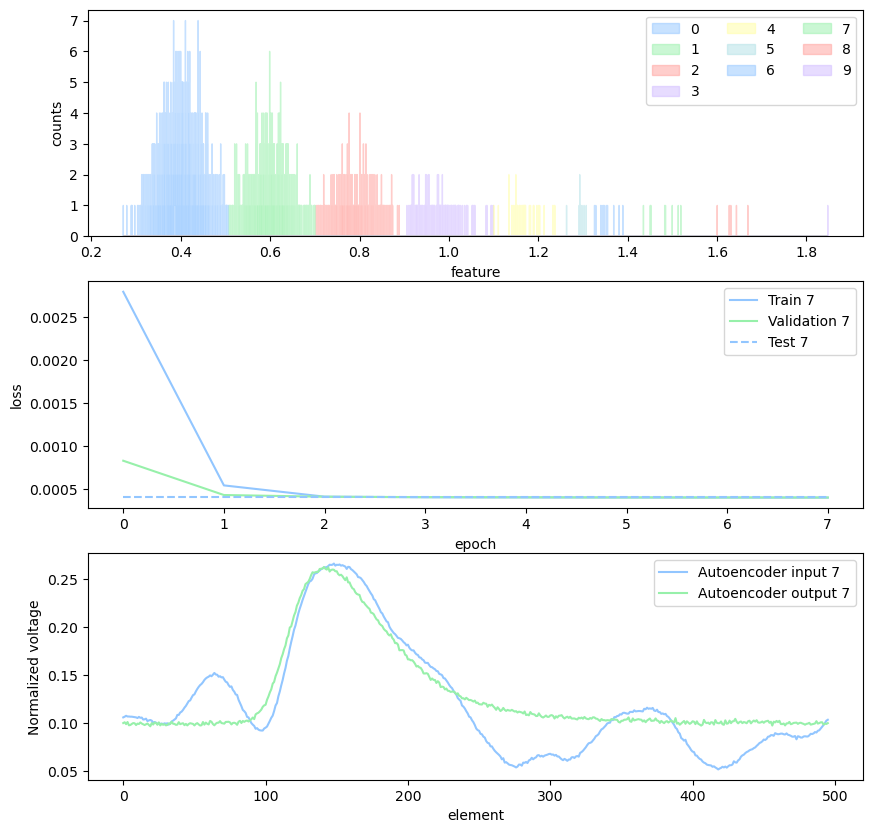 7
6
5
4
3
2
1
0
counts
0.2 0.4 0.6 0.8 1.0 1.2 1.4 1.6 1.8
feature
0 4 7
1 5 8
2 6 9
3
0.0025
0.0020
0.0015
0.0010
0.0005
loss
0 1 2 3 4 5 6 7
epoch
Train 7
Validation 7
Test 7
0.25
0.20
0.15
0.10
0.05
Normalized voltage
0 100 200 300 400 500
element
Autoencoder input 7
Autoencoder output 7